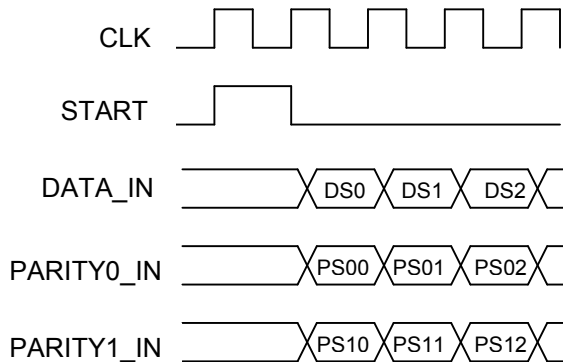 CLK
START
DATA_IN DS0 DS1 DS2
PARITY0_IN PS00 PS01 PS02
PARITY1_IN PS10 PS11 PS12